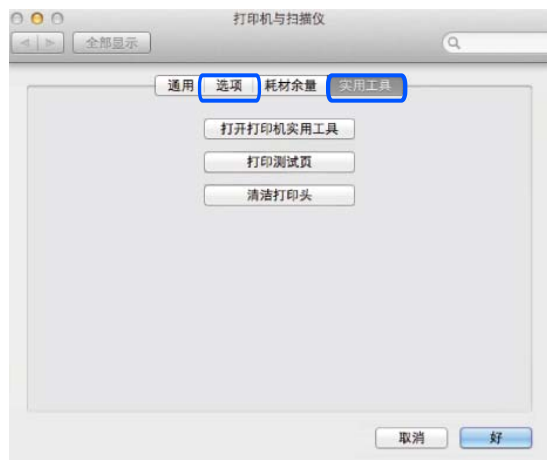 打印机与扫描仪
全部显示
通用 选项 耗材余量 实用工具
打开打印机实用工具
打印测试页
清洁打印头
取消 好